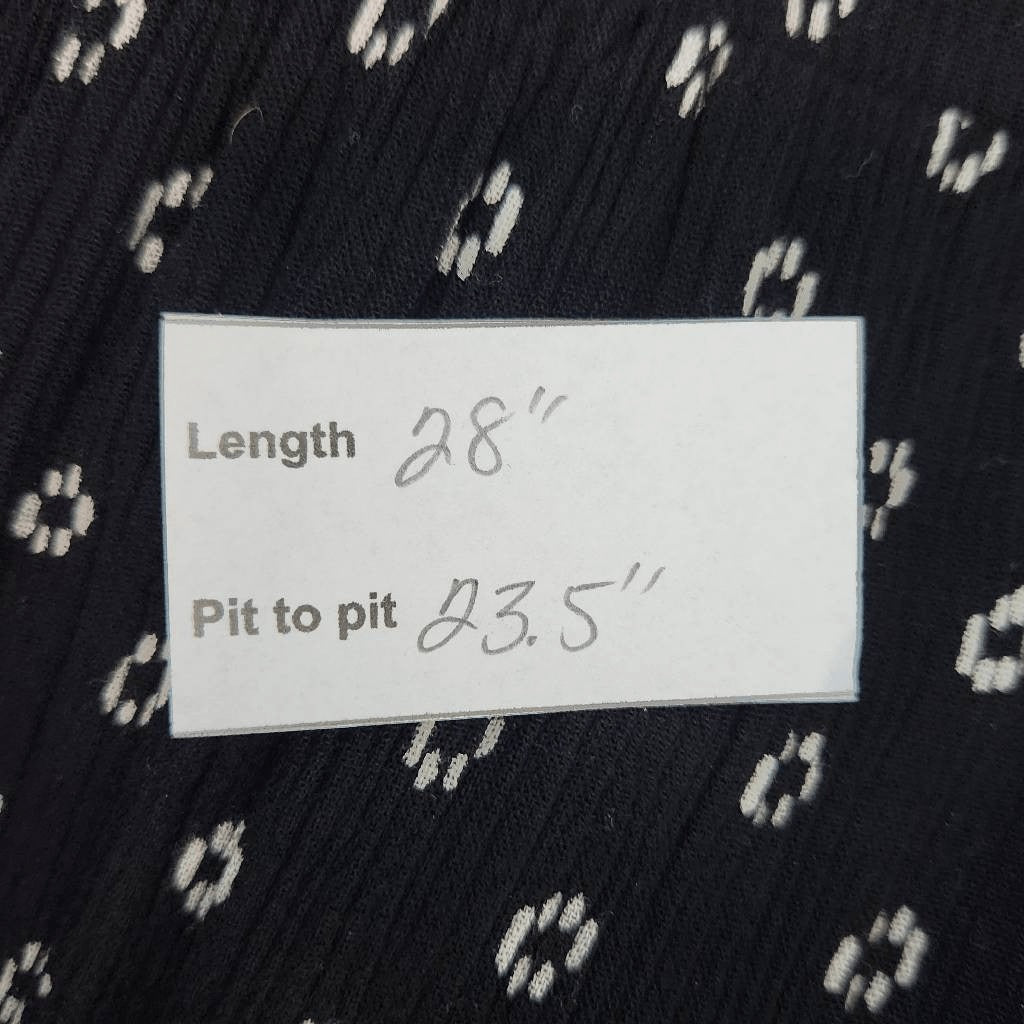 Length 28"
Pit to pit 23.5"